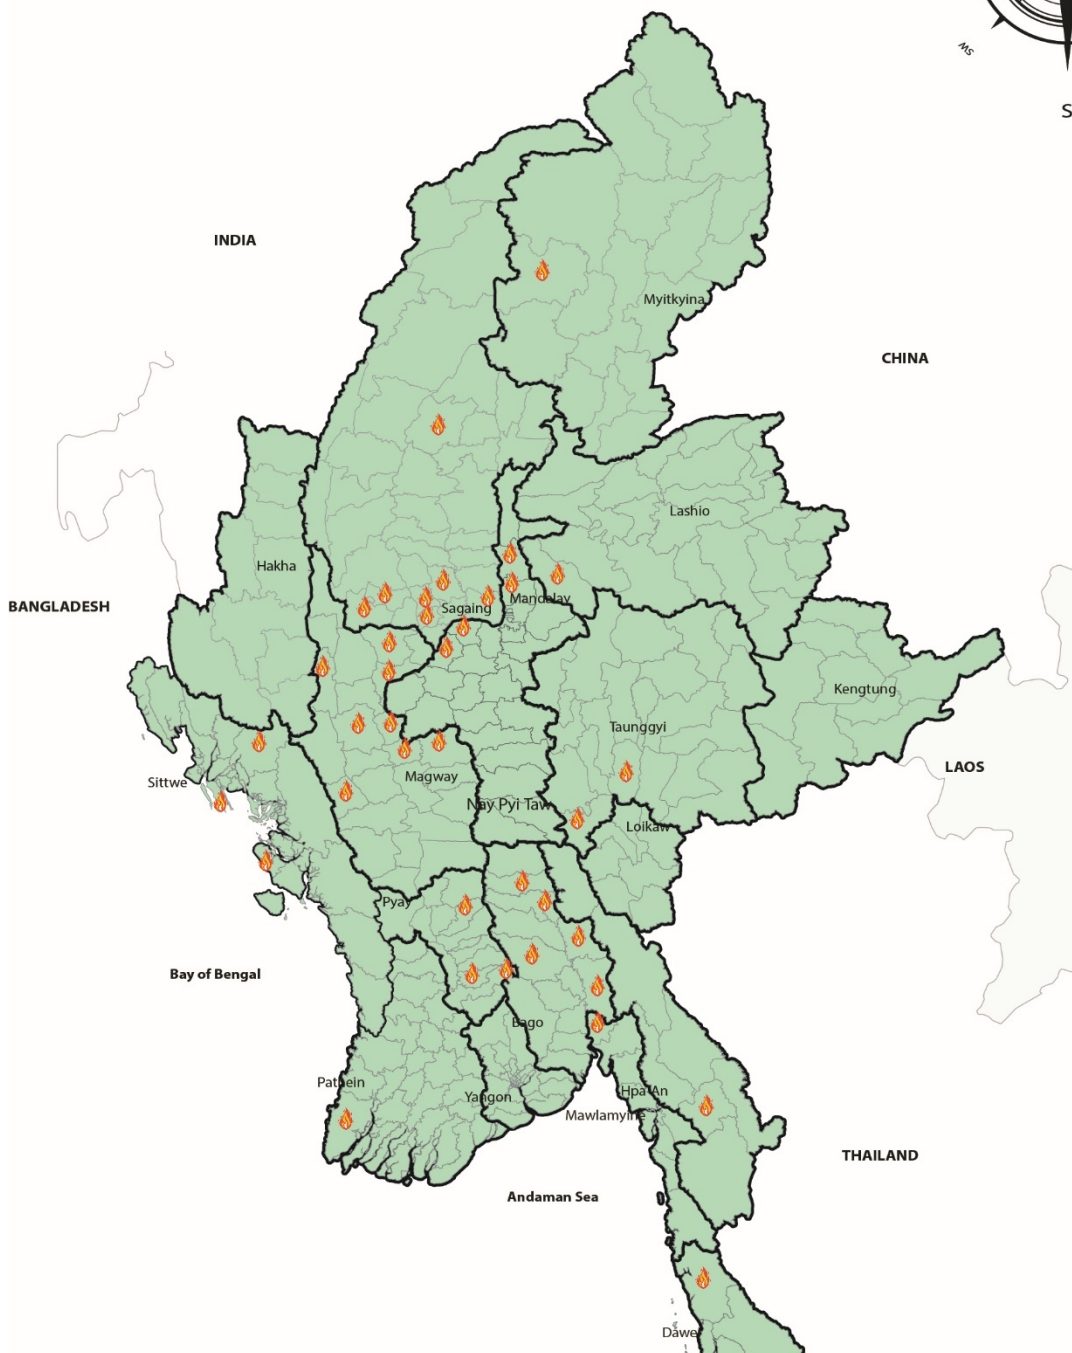 SW
S
INDIA
Myitkyina
CHINA
Lashio
Hakha
BANGLADESH
Sagaing
Mandalay
Kengtung
Taunggyi
LAOS
Sittwe
Magway
Nay Pyi Taw
Loikaw
Pyay
Bay of Bengal
Bago
Pathein
Yangon
Hpa An
Mawlamyine
THAILAND
Andaman Sea
Dawei